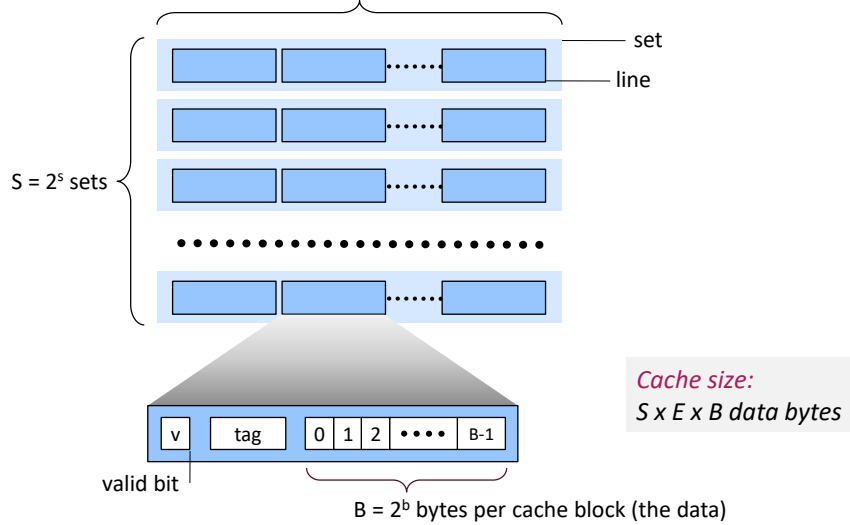 set
line
S = 2ˢ sets
Cache size:
S x E x B data bytes
v
tag
0
1
2
B-1
valid bit
B = 2ᵇ bytes per cache block (the data)